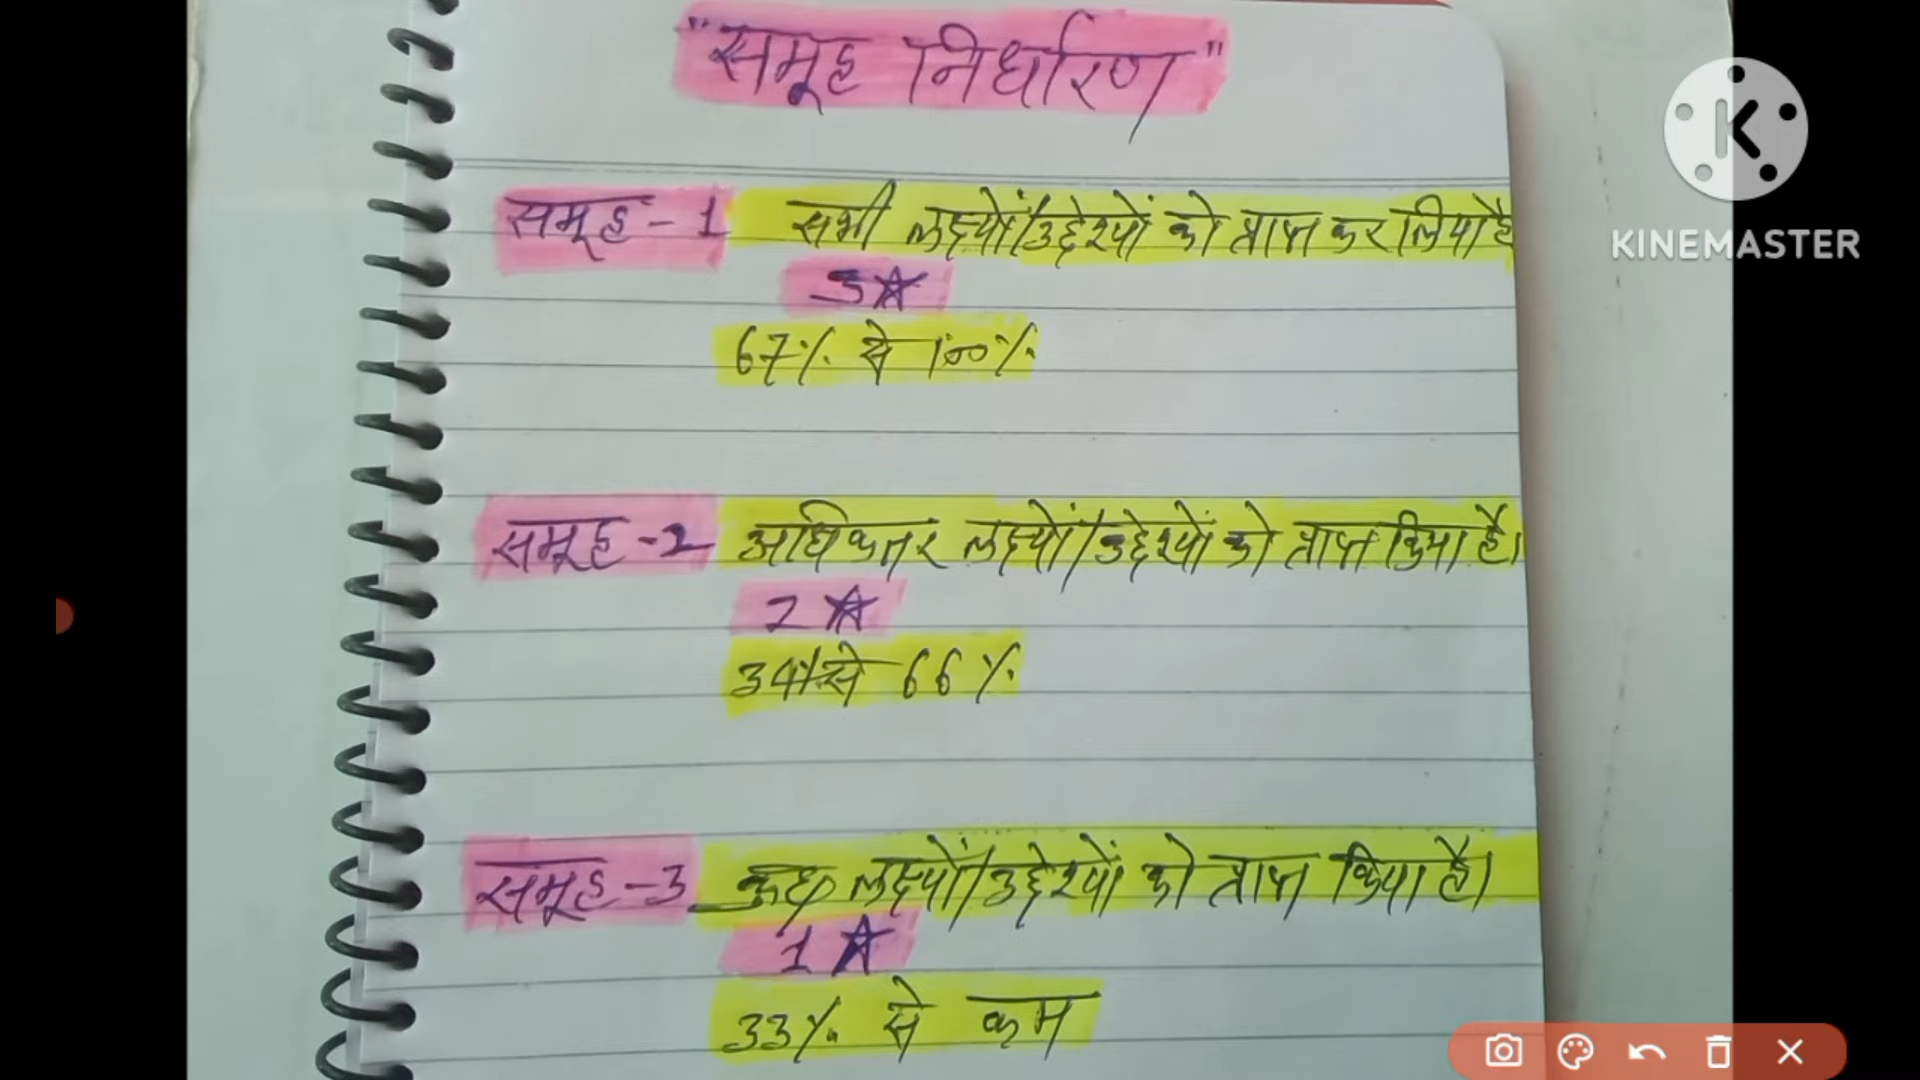 "समूह निर्धारण"
समूह - 1 सभी लक्ष्यों/उद्देश्यों को प्राप्त कर लिया है
3☆
67% से 100%
समूह - 2 अधिकतर लक्ष्यों/उद्देश्यों को प्राप्त किया है।
2☆
34% से 66%
समूह - 3 कुछ लक्ष्यों/उद्देश्यों को प्राप्त किया है।
1☆
33% से कम
K
KINEMASTER